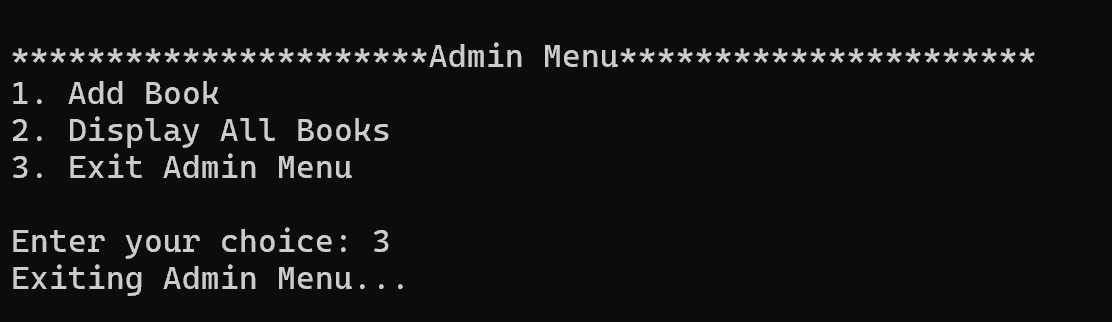 **********************Admin Menu**********************
1. Add Book
2. Display All Books
3. Exit Admin Menu
Enter your choice: 3
Exiting Admin Menu...